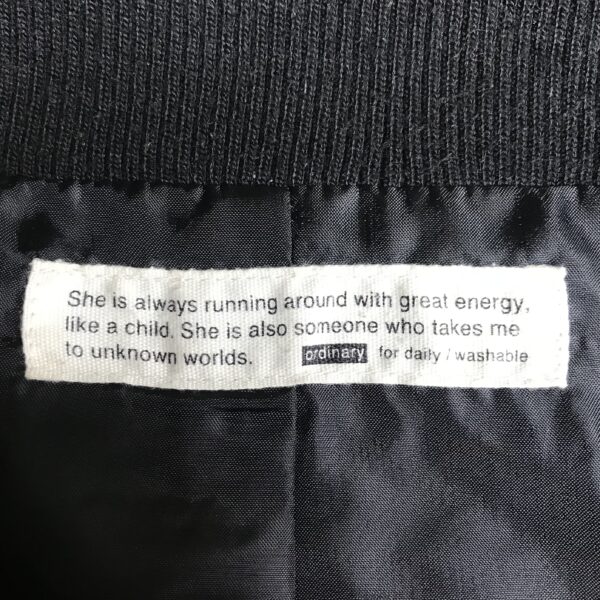 She is always running around with great energy,
like a child. She is also someone who takes me
to unknown worlds. ordinary for daily / washable